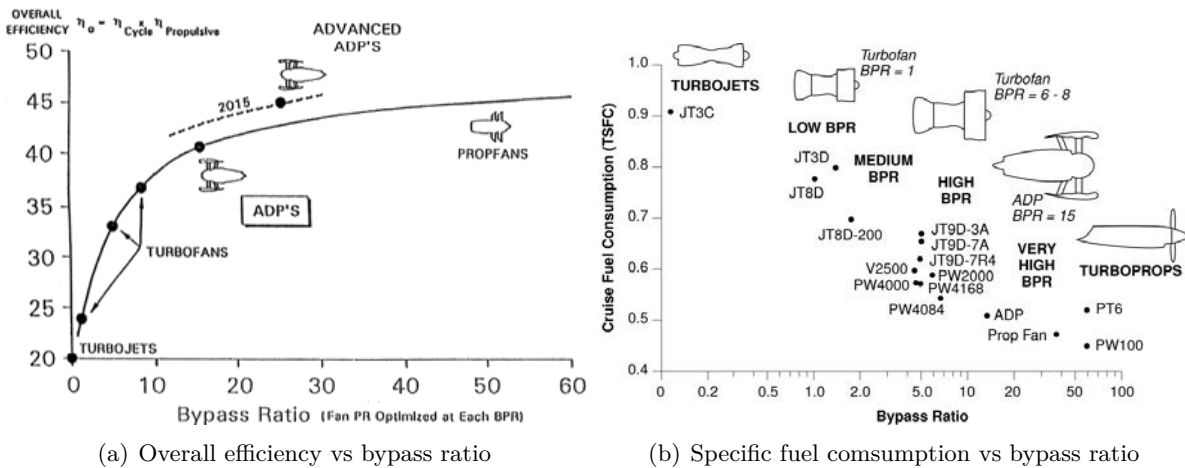 OVERALL
EFFICIENCY η o = η Cycle x η Propulsive
50
45
40
35
30
25
20
0
10
20
30
40
50
60
ADVANCED
ADP'S
2015
PROPFANS
ADP'S
TURBOFANS
TURBOJETS
Bypass Ratio (Fan PR Optimized at Each BPR)
(a) Overall efficiency vs bypass ratio
Cruise Fuel Consumption (TSFC)
1.0
0.9
0.8
0.7
0.6
0.5
0.4
0
0.2
1.0
2.0
5.0
10
20
50
100
Bypass Ratio
TURBOJETS
JT3C
Turbofan
BPR = 1
LOW BPR
Turbofan
BPR = 6 - 8
JT3D
JT8D
MEDIUM
BPR
HIGH
BPR
ADP
BPR = 15
JT8D-200
JT9D-3A
JT9D-7A
JT9D-7R4
V2500
PW2000
PW4000
PW4168
PW4084
VERY
HIGH
BPR
TURBOPROPS
ADP
PT6
Prop Fan
PW100
(b) Specific fuel comsumption vs bypass ratio